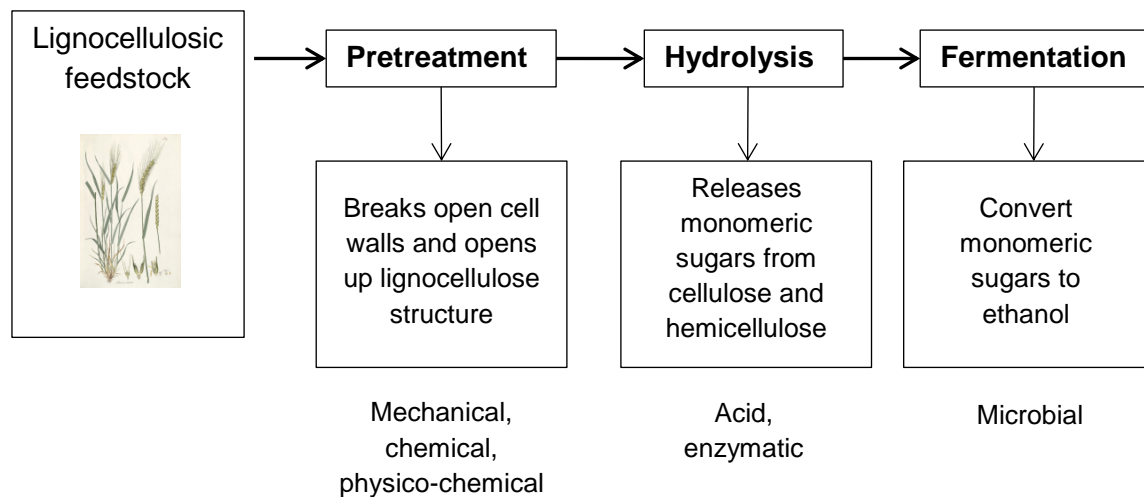 Lignocellulosic
feedstock
Pretreatment
Hydrolysis
Fermentation
Breaks open cell
walls and opens
up lignocellulose
structure
Releases
monomeric
sugars from
cellulose and
hemicellulose
Convert
monomeric
sugars to
ethanol
Mechanical,
chemical,
physico-chemical
Acid,
enzymatic
Microbial